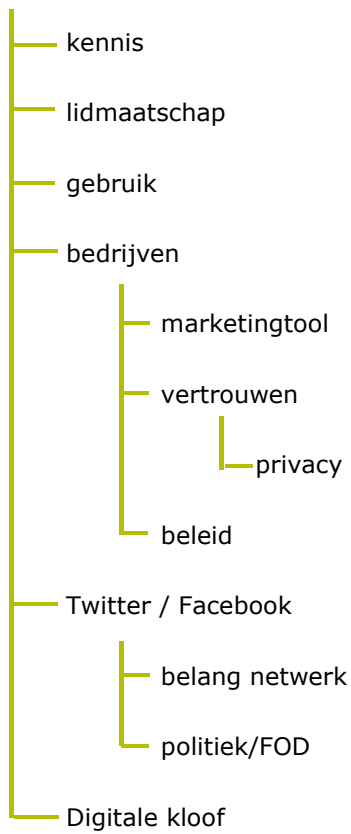 kennis
lidmaatschap
gebruik
bedrijven
marketingtool
vertrouwen
privacy
beleid
Twitter / Facebook
belang netwerk
politiek/FOD
Digitale kloof